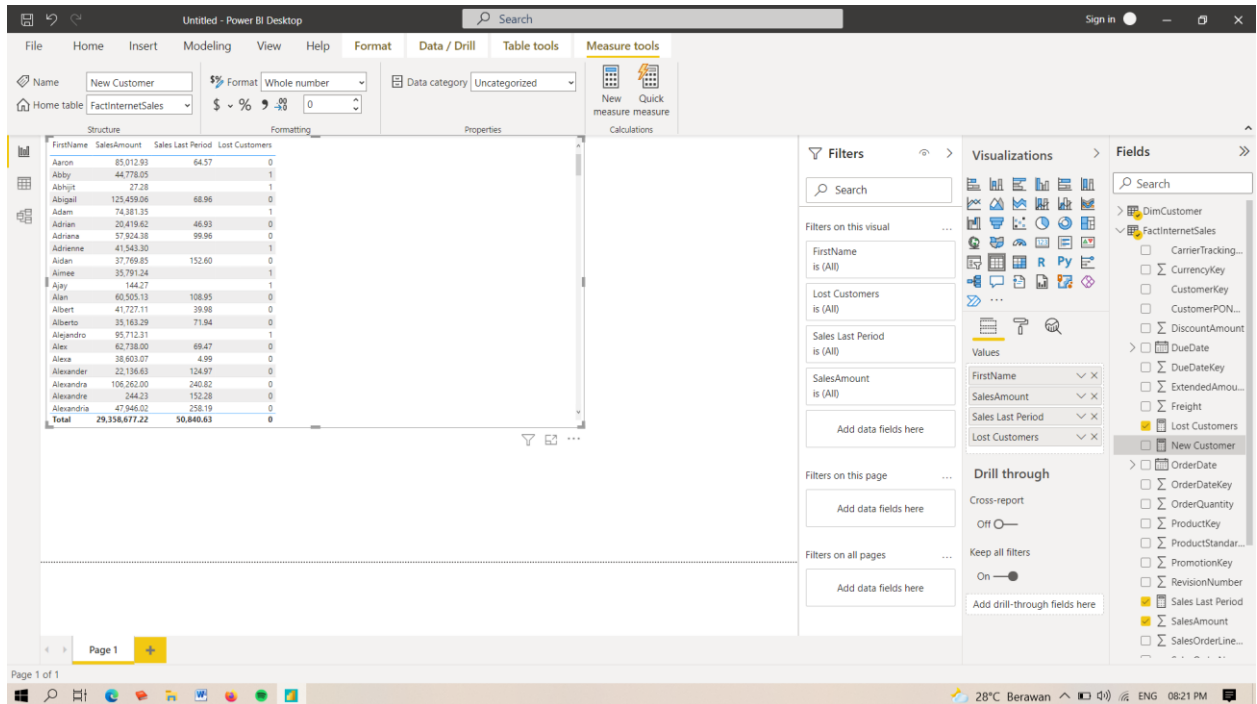 Untitled - Power BI Desktop
Search
Sign in
File Home Insert Modeling View Help Format Data / Drill Table tools Measure tools
Name New Customer
Format Whole number
Data category Uncategorized
Home table FactInternetSales
$ % 0
New measure
Quick measure
Structure Formatting Properties Calculations
FirstName SalesAmount Sales Last Period Lost Customers
Aaron 85,012.93 64.57 0
Abby 44,778.05 1
Abhijit 27.28 1
Abigail 125,459.06 68.96 0
Adam 74,381.35 1
Adrian 20,419.62 46.93 0
Adriana 57,924.38 99.96 0
Adrienne 41,543.30 1
Aidan 37,769.85 152.60 0
Aimee 35,791.24 1
Ajay 144.27 1
Alan 60,505.13 108.95 0
Albert 41,727.11 39.98 0
Alberto 35,163.29 71.94 0
Alejandro 95,712.31 1
Alex 62,738.00 69.47 0
Alexa 38,603.07 4.99 0
Alexander 22,136.63 124.97 0
Alexandra 106,262.00 240.82 0
Alexandre 244.23 152.28 0
Alexandria 47,946.02 258.19 0
Total 29,358,677.22 50,840.63 0
Filters
Search
Filters on this visual ...
FirstName
is (All)
Lost Customers
is (All)
Sales Last Period
is (All)
SalesAmount
is (All)
Add data fields here
Filters on this page ...
Add data fields here
Filters on all pages ...
Add data fields here
Visualizations
R Py
...
Values
FirstName
SalesAmount
Sales Last Period
Lost Customers
Drill through
Cross-report
Off
Keep all filters
On
Add drill-through fields here
Fields
Search
DimCustomer
FactInternetSales
CarrierTracking...
CurrencyKey
CustomerKey
CustomerPON...
DiscountAmount
DueDate
DueDateKey
ExtendedAmou...
Freight
Lost Customers
New Customer
OrderDate
OrderDateKey
OrderQuantity
ProductKey
ProductStandar...
PromotionKey
RevisionNumber
Sales Last Period
SalesAmount
SalesOrderLine...
Page 1
Page 1 of 1
28°C Berawan ENG 08:21 PM